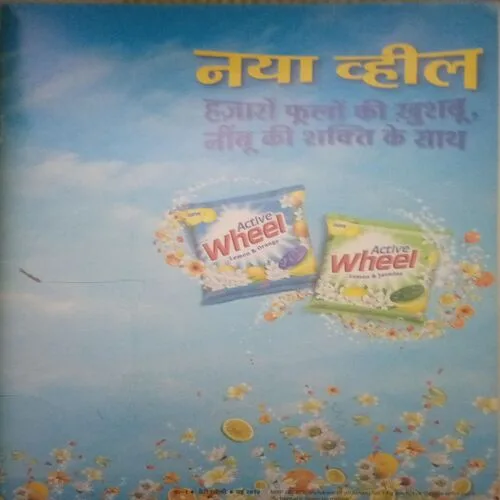 नया व्हील
हज़ारों फूलों की खुशबू,
नींबू की शक्ति के साथ
Active
Wheel
Lemon & Orange
Active
Wheel
Lemon & Jasmine